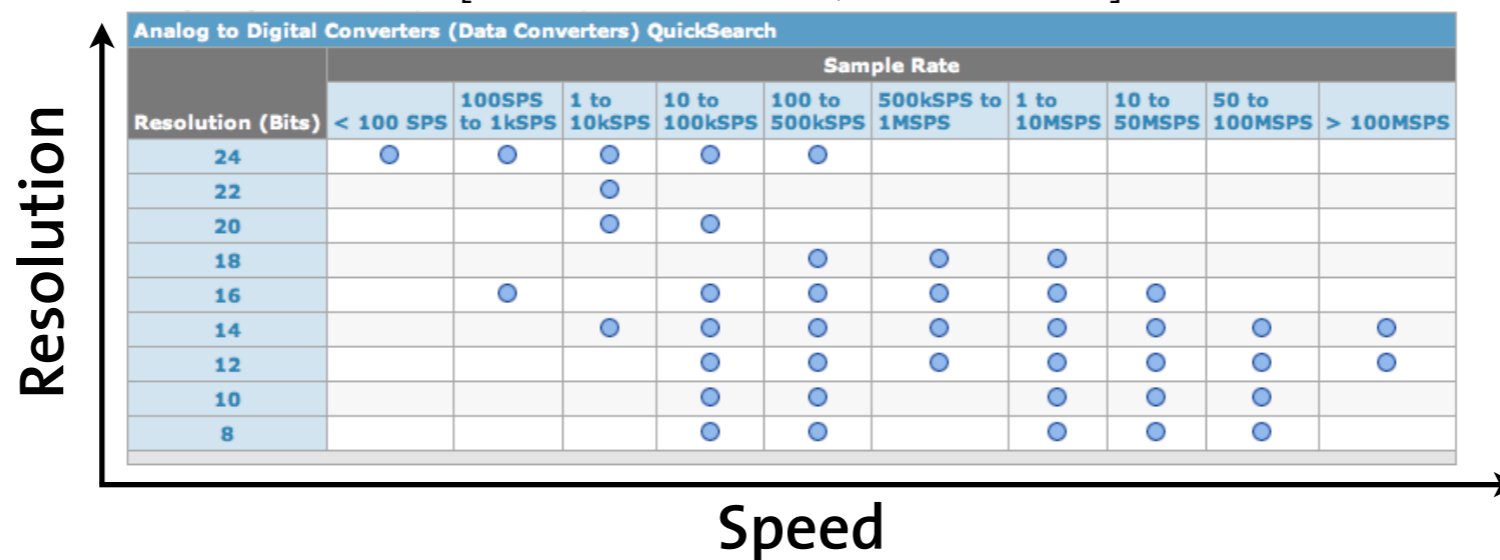 Analog to Digital Converters (Data Converters) QuickSearch
Sample Rate
Resolution (Bits) < 100 SPS 100SPS to 1kSPS 1 to 10kSPS 10 to 100kSPS 100 to 500kSPS 500kSPS to 1MSPS 1 to 10MSPS 10 to 50MSPS 50 to 100MSPS > 100MSPS
24
22
20
18
16
14
12
10
8
Resolution
Speed